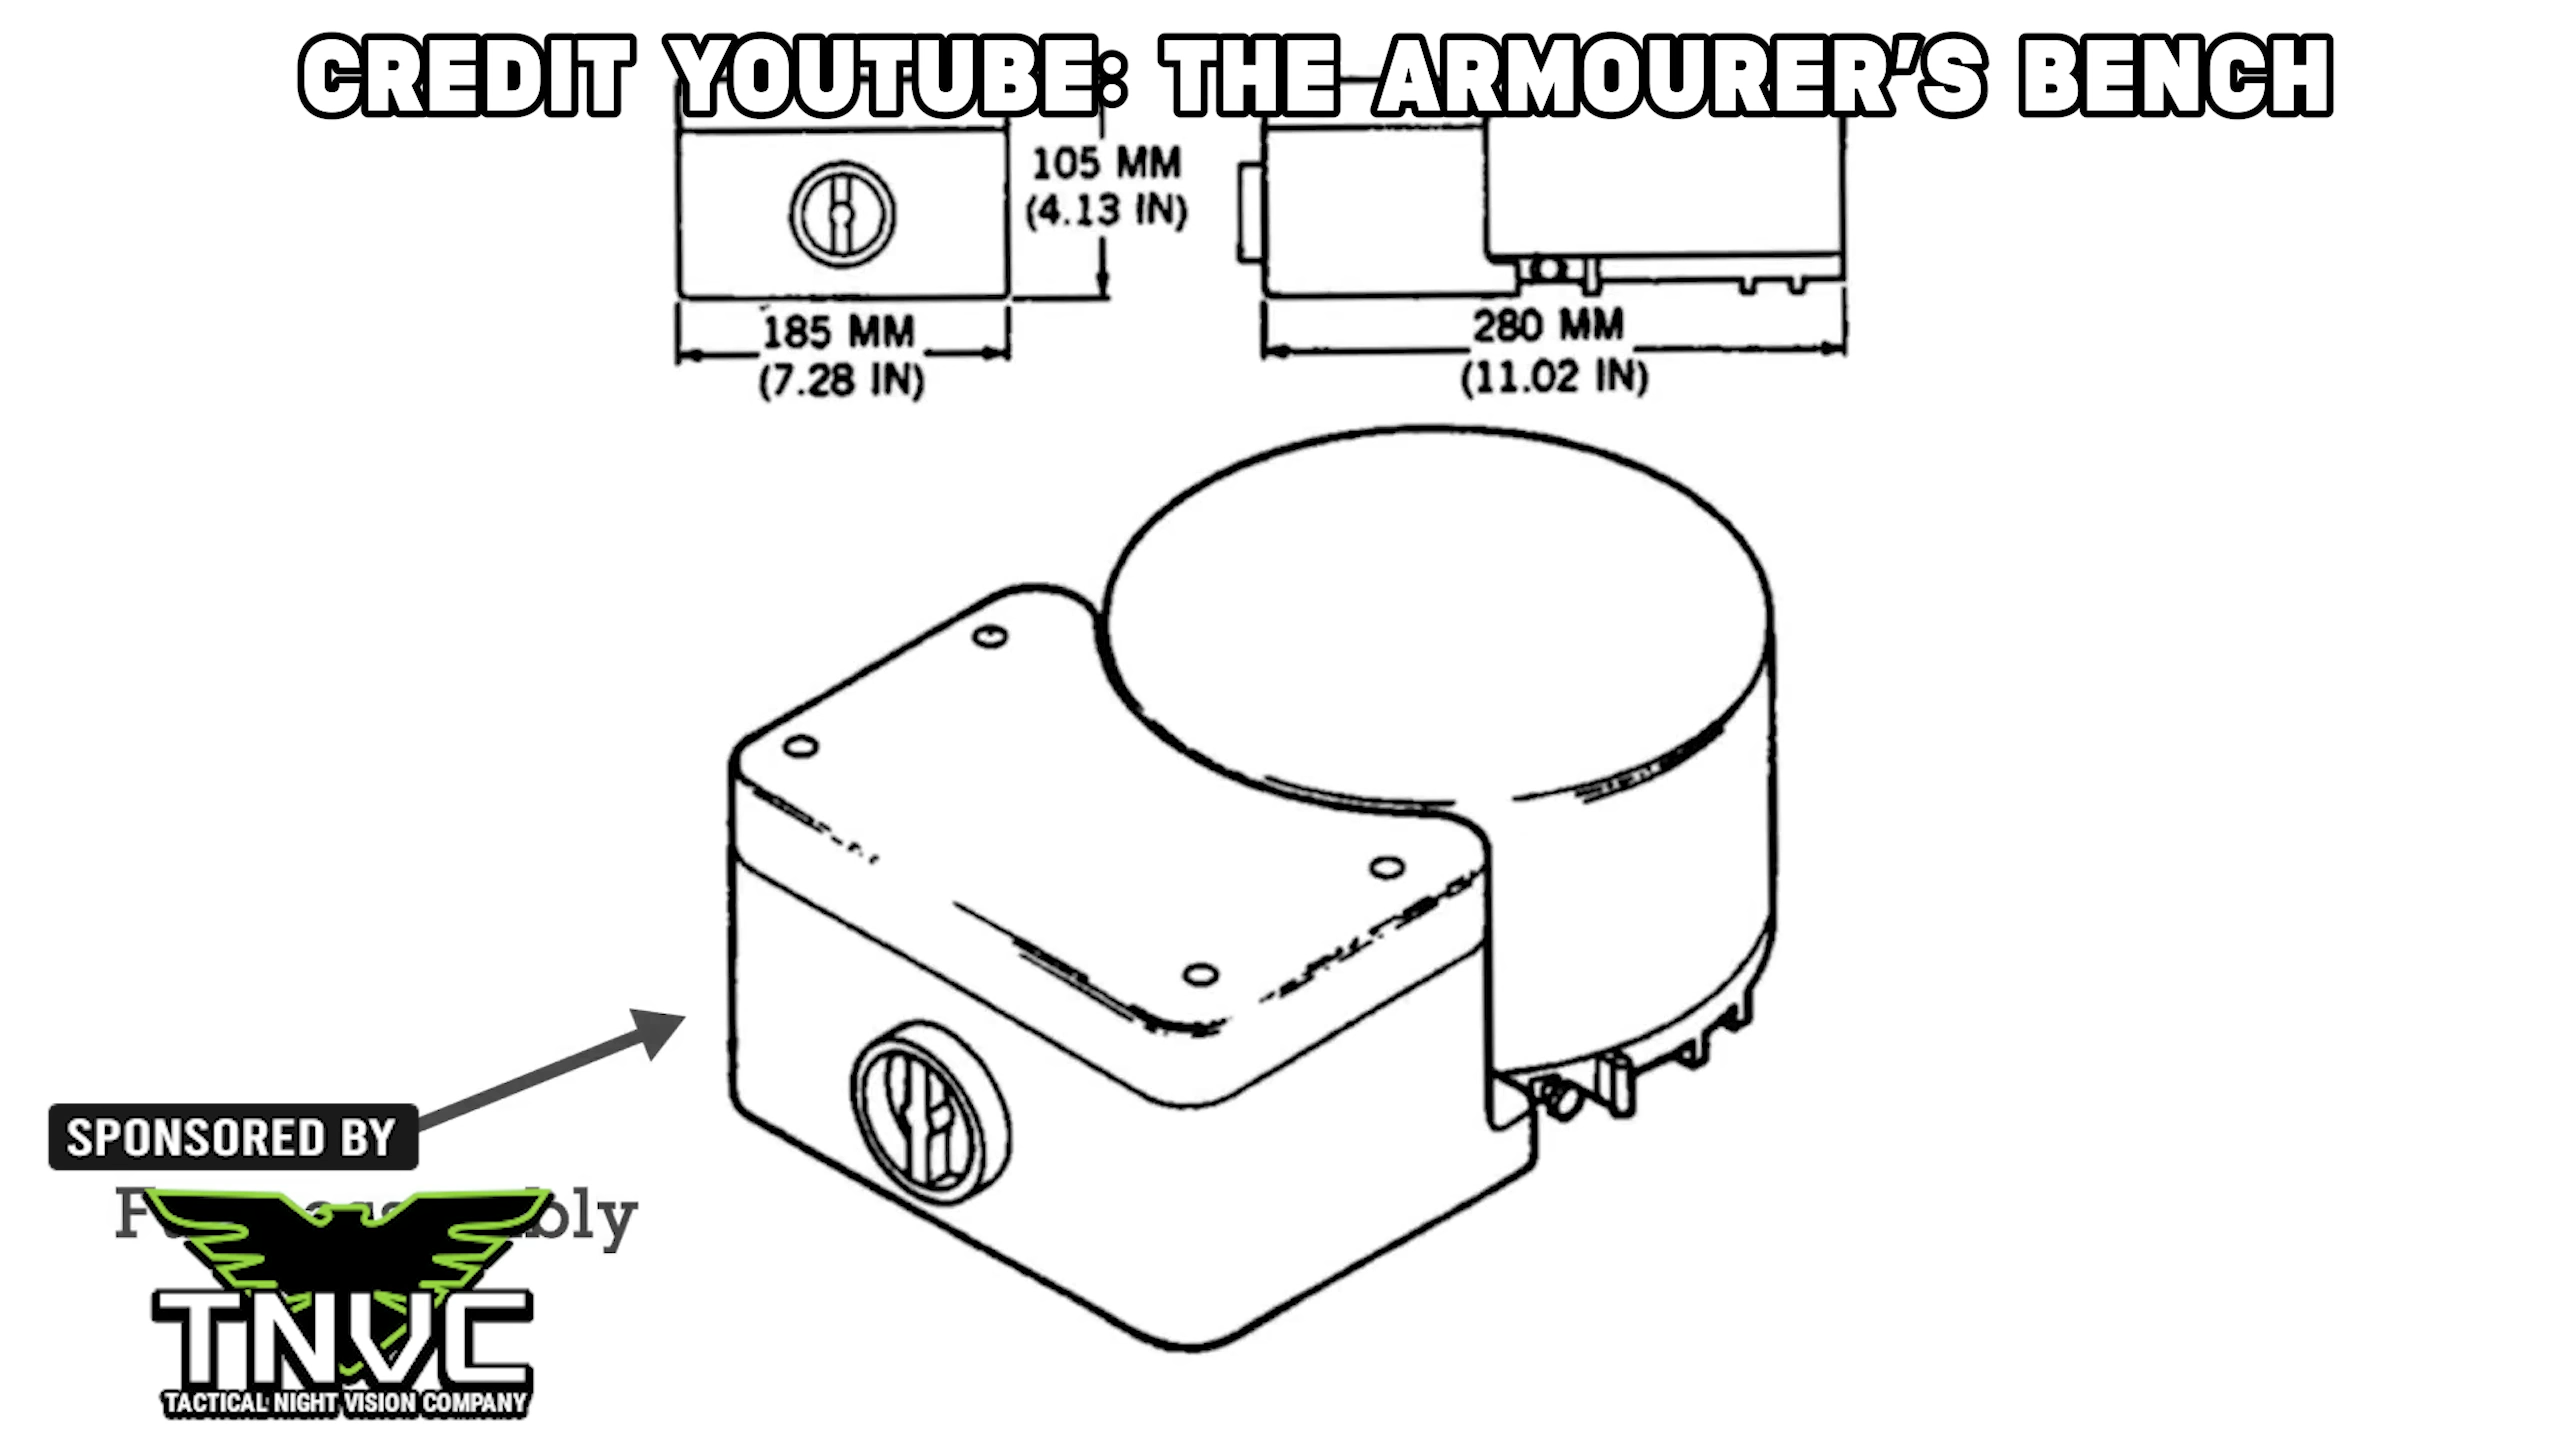 CREDIT YOUTUBE: THE ARMOURER'S BENCH
105 MM
(4.13 IN)
185 MM
(7.28 IN)
280 MM
(11.02 IN)
SPONSORED BY
TNVC
TACTICAL NIGHT VISION COMPANY